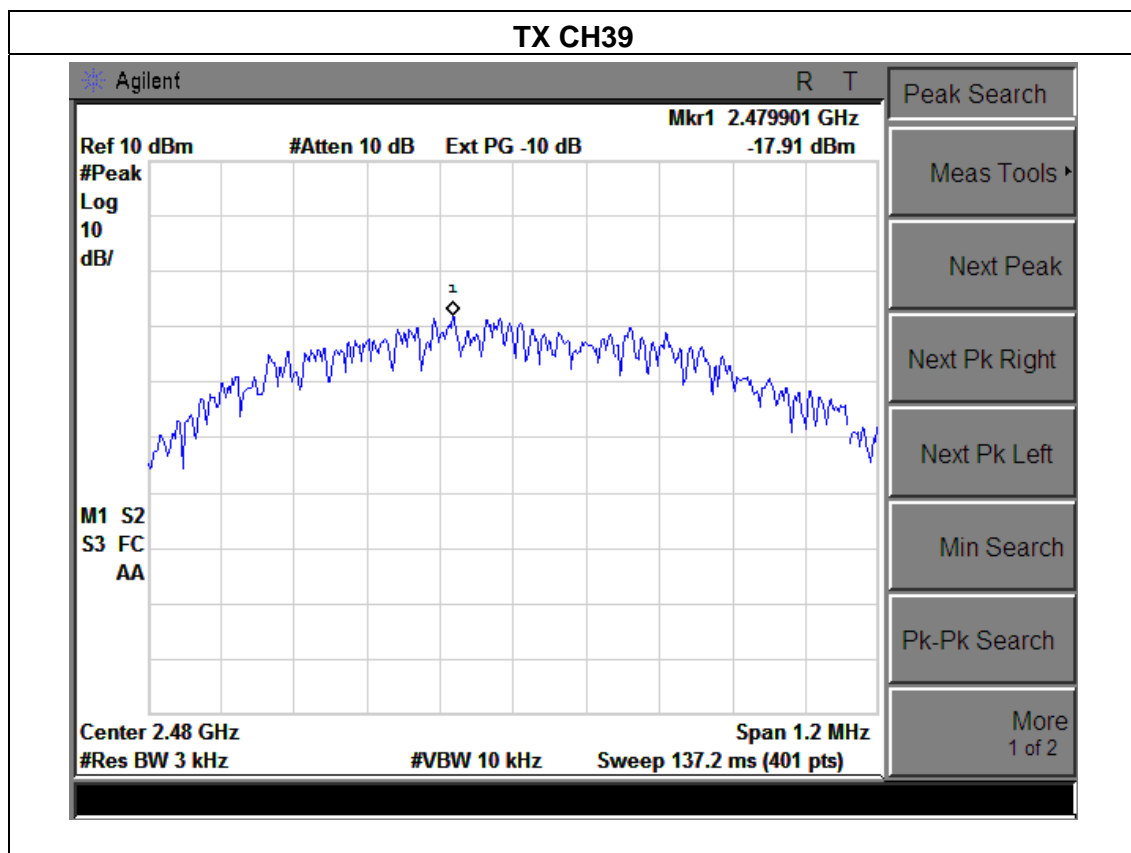 TX CH39
Agilent R T
Peak Search
Mkr1 2.479901 GHz
Ref 10 dBm #Atten 10 dB Ext PG -10 dB -17.91 dBm
#Peak
Log
10
dB/
1
M1 S2
S3 FC
AA
Center 2.48 GHz Span 1.2 MHz
#Res BW 3 kHz #VBW 10 kHz Sweep 137.2 ms (401 pts)
Meas Tools
Next Peak
Next Pk Right
Next Pk Left
Min Search
Pk-Pk Search
More
1 of 2